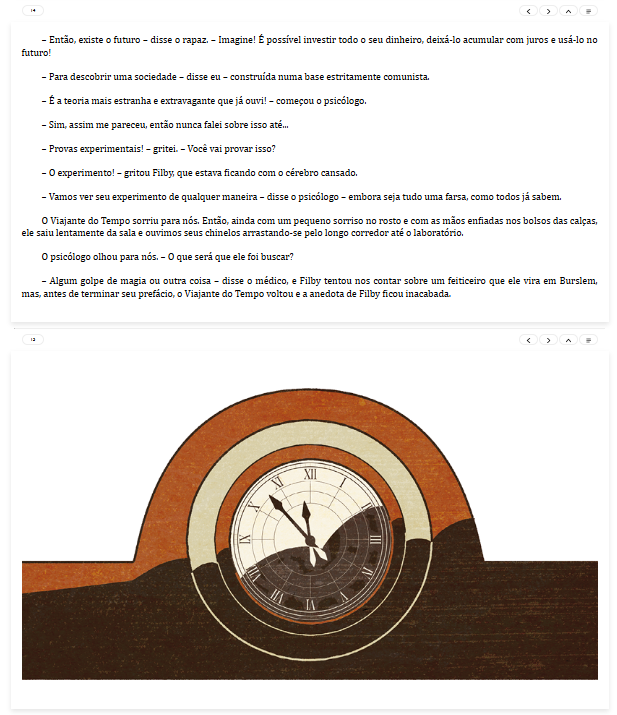 14
– Então, existe o futuro – disse o rapaz. – Imagine! É possível investir todo o seu dinheiro, deixá-lo acumular com juros e usá-lo no
futuro!
– Para descobrir uma sociedade – disse eu – construída numa base estritamente comunista.
– É a teoria mais estranha e extravagante que já ouvi! – começou o psicólogo.
– Sim, assim me pareceu, então nunca falei sobre isso até...
– Provas experimentais! – gritei. – Você vai provar isso?
– O experimento! – gritou Filby, que estava ficando com o cérebro cansado.
– Vamos ver seu experimento de qualquer maneira – disse o psicólogo – embora seja tudo uma farsa, como todos já sabem.
O Viajante do Tempo sorriu para nós. Então, ainda com um pequeno sorriso no rosto e com as mãos enfiadas nos bolsos das calças,
ele saiu lentamente da sala e ouvimos seus chinelos arrastando-se pelo longo corredor até o laboratório.
O psicólogo olhou para nós. – O que será que ele foi buscar?
– Algum golpe de magia ou outra coisa – disse o médico, e Filby tentou nos contar sobre um feiticeiro que ele vira em Burslem,
mas, antes de terminar seu prefácio, o Viajante do Tempo voltou e a anedota de Filby ficou inacabada.
XII
I
III
VI
VII
VIII
IX
X
XI